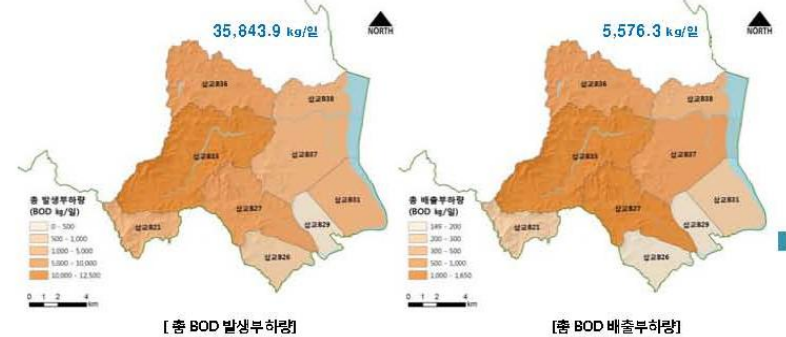 35,843.9 kg/일
NORTH
삽교B36
삽교B38
삽교B35
삽교B37
삽교B27
삽교B31
삽교B29
삽교B21
삽교B26
총 발생부하량
(BOD kg/일)
0 - 500
500 - 1,000
1,000 - 5,000
5,000 - 10,000
10,000 - 12,500
0 1 2 4
km
[ 총 BOD 발생부하량]
5,576.3 kg/일
NORTH
삽교B36
삽교B38
삽교B35
삽교B37
삽교B27
삽교B31
삽교B29
삽교B21
삽교B26
총 배출부하량
(BOD kg/일)
149 - 200
200 - 300
300 - 500
500 - 1,000
1,000 - 1,650
0 1 2 4
km
[총 BOD 배출부하량]